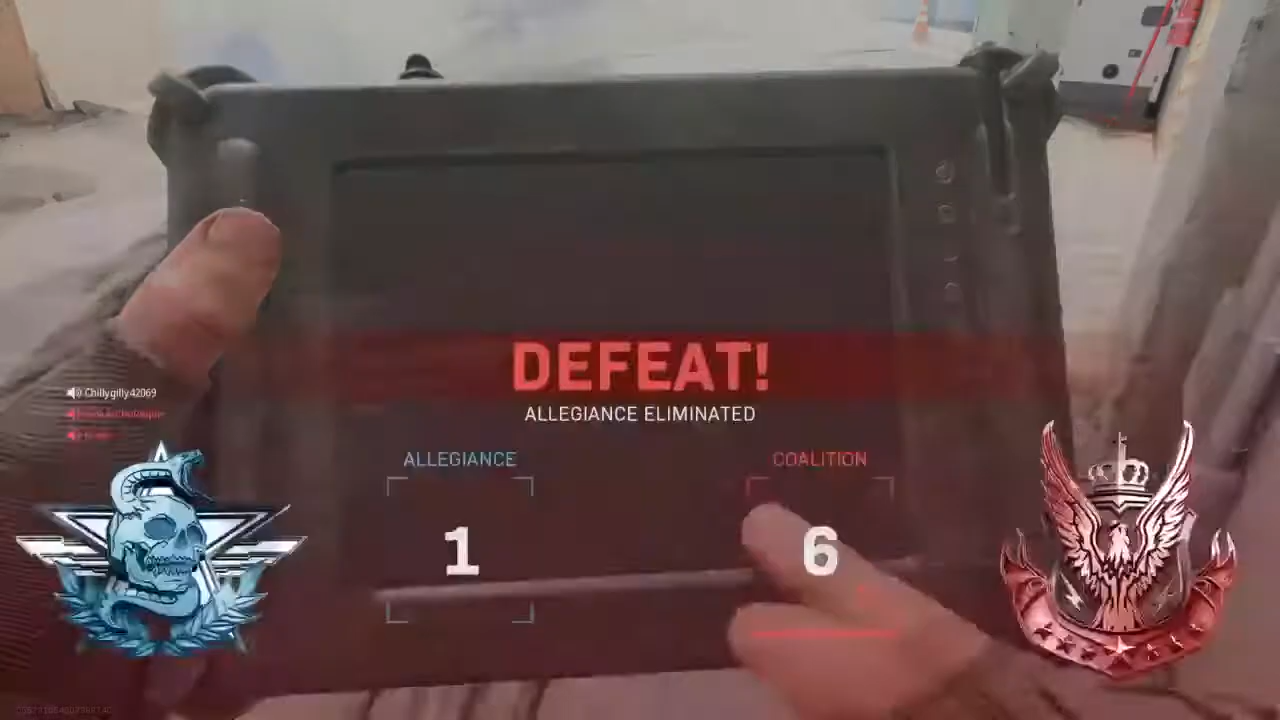 DEFEAT!
ALLEGIANCE ELIMINATED
Chillygilly42069
ALLEGIANCE
COALITION
1
6